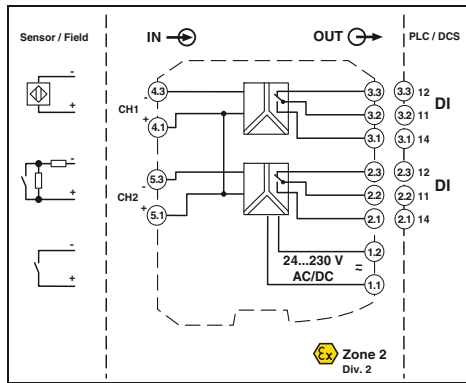 Sensor / Field IN OUT PLC / DCS
4.3 3.3 3.3 12
- CH1 3.2 3.2 11 DI
+ 4.1 3.1 3.1 14
5.3 2.3 2.3 12
- CH2 2.2 2.2 11 DI
+ 5.1 2.1 2.1 14
-
+
-
+
-
+
1.2
24...230 V
AC/DC
≂
1.1
Ex Zone 2
Div. 2